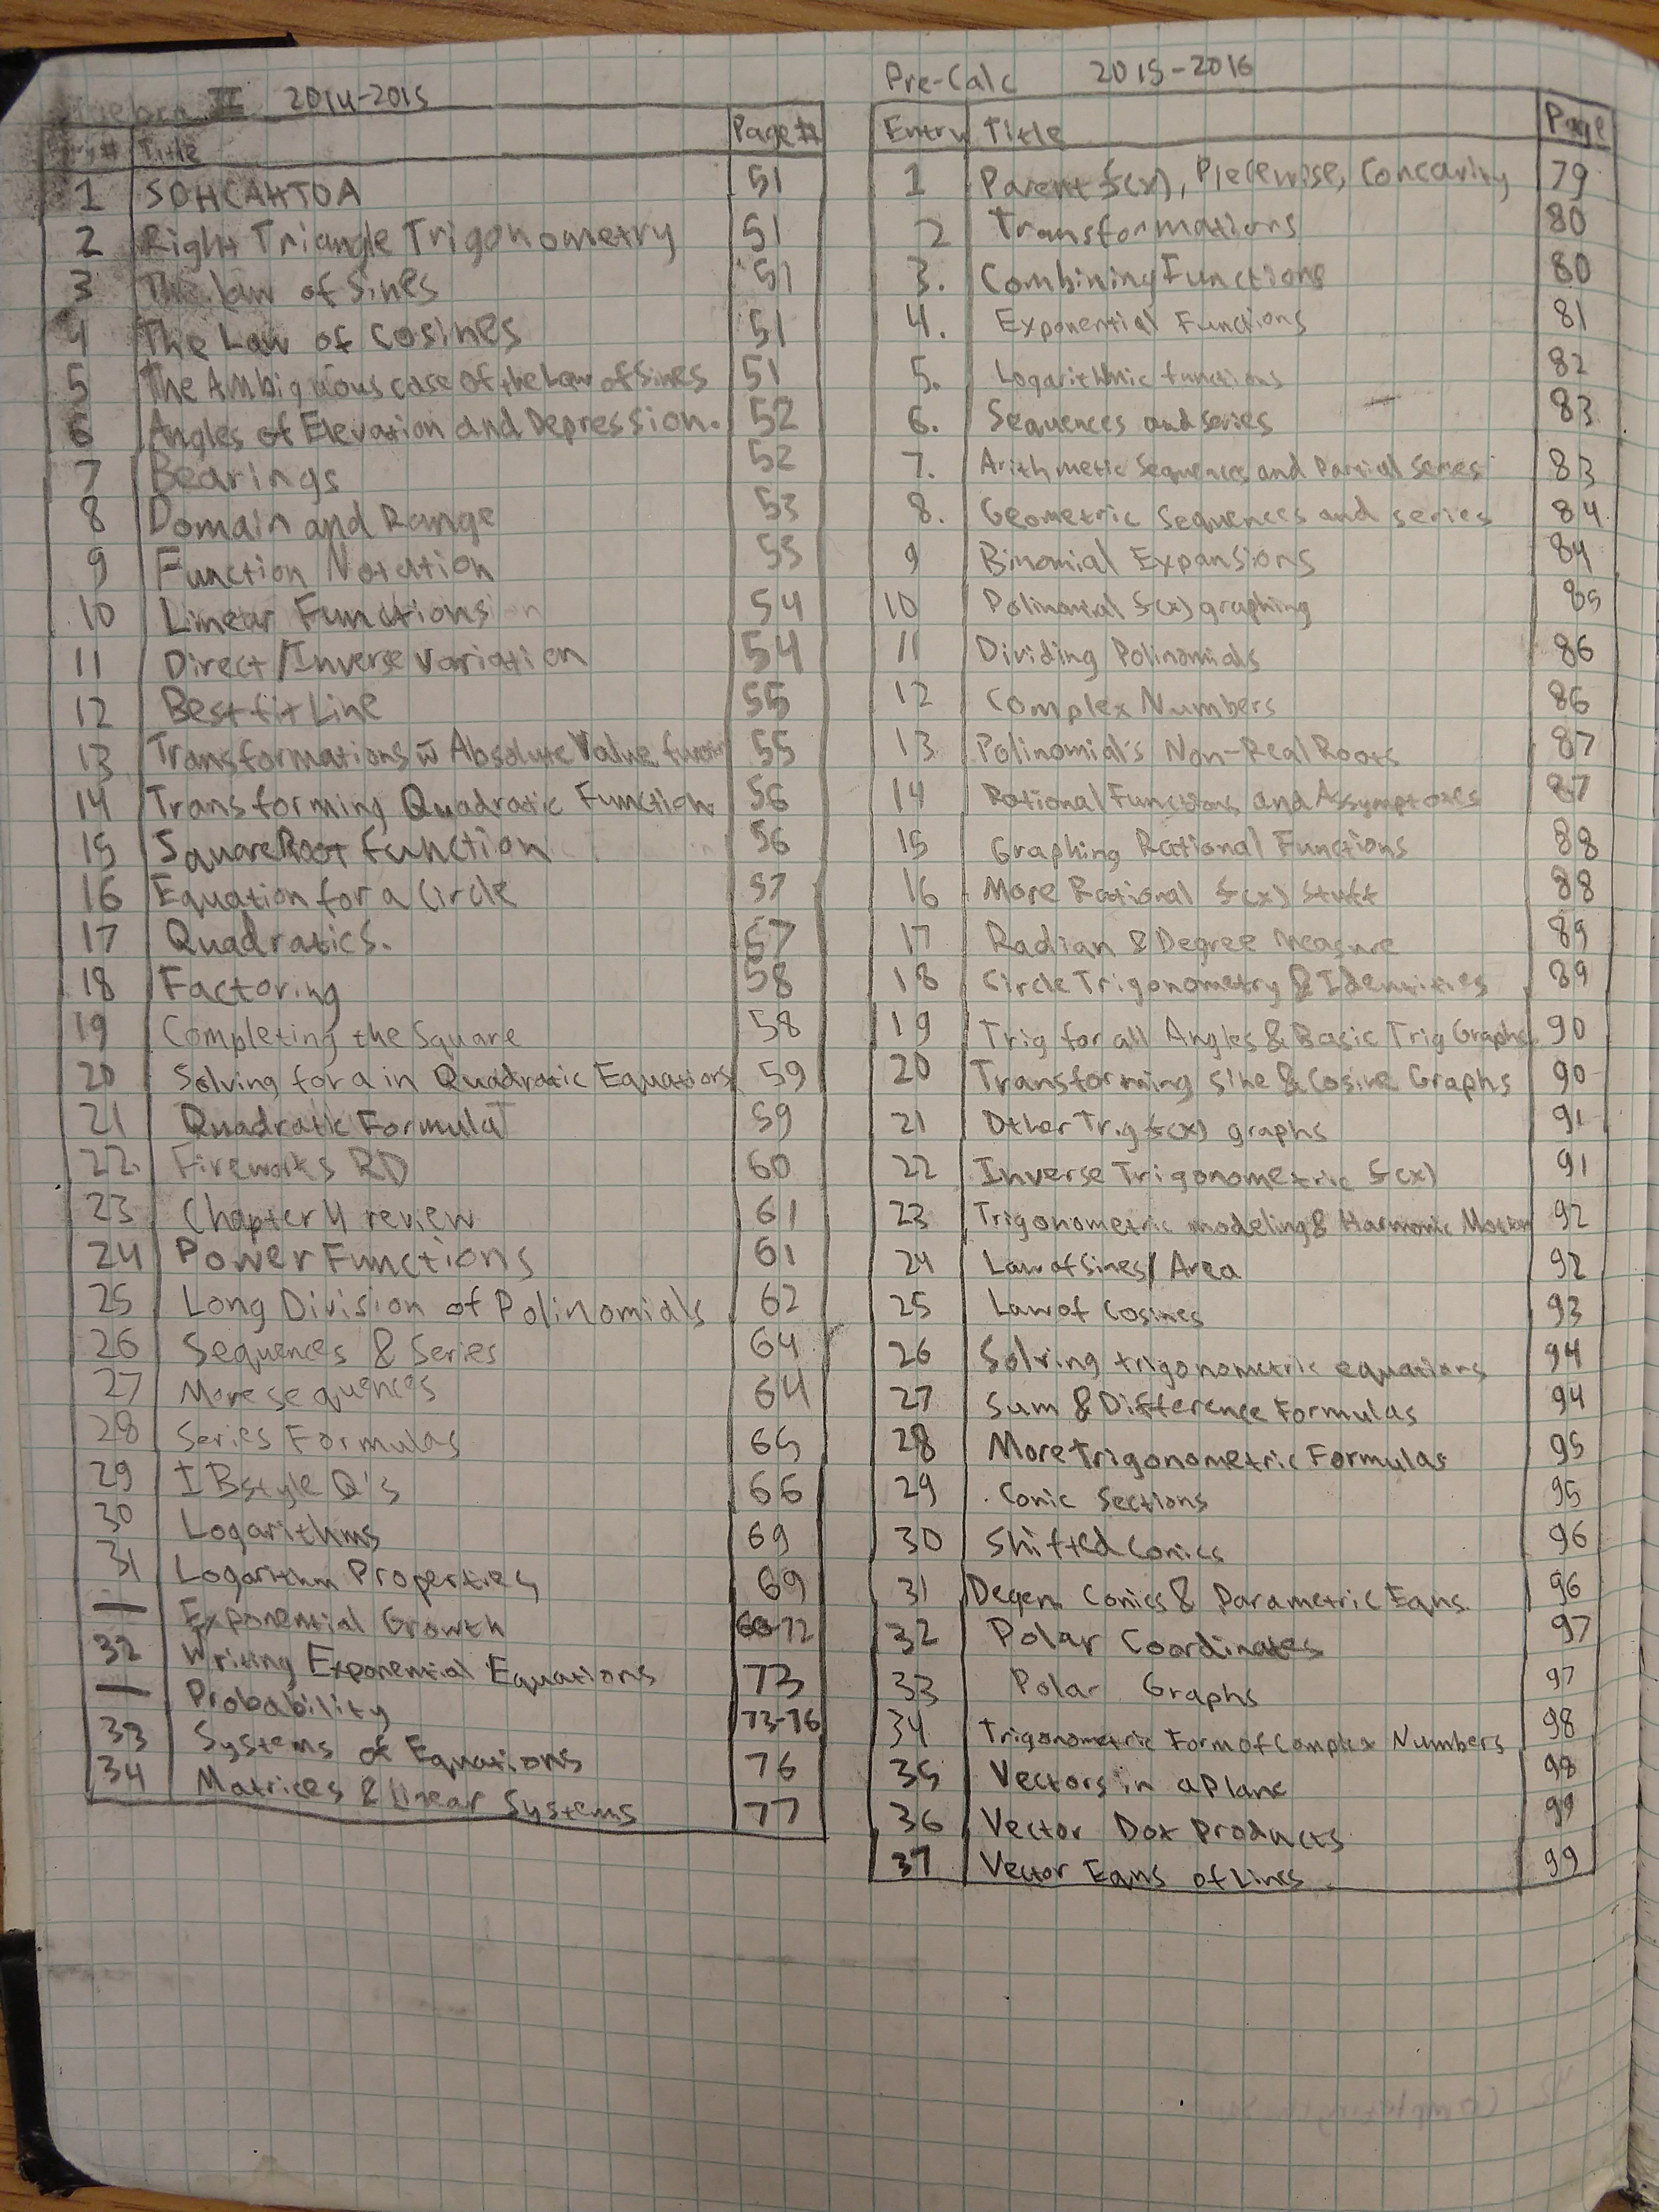 Algebra II 2014-2015
Entry# Title Page #
1 SOHCAHTOA 51
2 Right Triangle Trigonometry 51
3 The law of Sines 51
4 The Law of Cosines 51
5 The Ambiguous case of the Law of Sines 51
6 Angles of Elevation and Depression. 52
7 Bearings 52
8 Domain and Range 53
9 Function Notation 53
10 Linear Functions 54
11 Direct/Inverse Variation 54
12 Best fit Line 55
13 Transformations w Absolute Value 55
14 Transforming Quadratic Function 56
15 Square Root Function 56
16 Equation for a Circle 57
17 Quadratics. 57
18 Factoring 58
19 Completing the Square 58
20 Solving for a in Quadratic Equations 59
21 Quadratic Formula 59
22. Fireworks RD 60
23 Chapter 4 review 61
24 Power Functions 61
25 Long Division of Polinomials 62
26 Sequences & Series 64
27 More sequences 64
28 Series Formulas 65
29 IB style Q's 66
30 Logarithms 69
31 Logarithm Properties 69
— Exponential Growth -72
32 Writing Exponential Equations 73
— Probability 73-76
33 Systems of Equations 76
34 Matrices & Linear Systems 77
Pre-Calc 2015-2016
Entry Title Page
1 Parent f(x), Piecewise, Concavity 79
2 Transformations 80
3. Combining Functions 80
4. Exponential Functions 81
5. Logarithmic functions 82
6. Sequences and series 83
7. Arithmetic Sequences and Partial Series 83
8. Geometric Sequences and series 84
9 Binomial Expansions 84
10 Polinomial f(x) graphing 85
11 Dividing Polinomials 86
12 Complex Numbers 86
13 Polinomial's Non-Real Roots 87
14 Rational Functions and Assymptotes 87
15 Graphing Rational Functions 88
16 More Rational f(x) stuff 88
17 Radian & Degree Measure 89
18 Circle Trigonometry & Identities 89
19 Trig for all Angles & Basic Trig Graphs 90
20 Transforming Sine & Cosine Graphs 90
21 Other Trig f(x) graphs 91
22 Inverse Trigonometric f(x) 91
23 Trigonometric modeling & Harmonic Motion 92
24 Law of Sines/Area 92
25 Law of Cosines 93
26 Solving trigonometric equations 94
27 Sum & Difference Formulas 94
28 More Trigonometric Formulas 95
29 Conic Sections 95
30 Shifted Conics 96
31 Degen. Conics & Parametric Eqns. 96
32 Polar Coordinates 97
33 Polar Graphs 97
34 Trigonometric Form of Complex Numbers 98
35 Vectors in a Plane 98
36 Vector Dot Products 99
37 Vector Eqns of Lines. 99